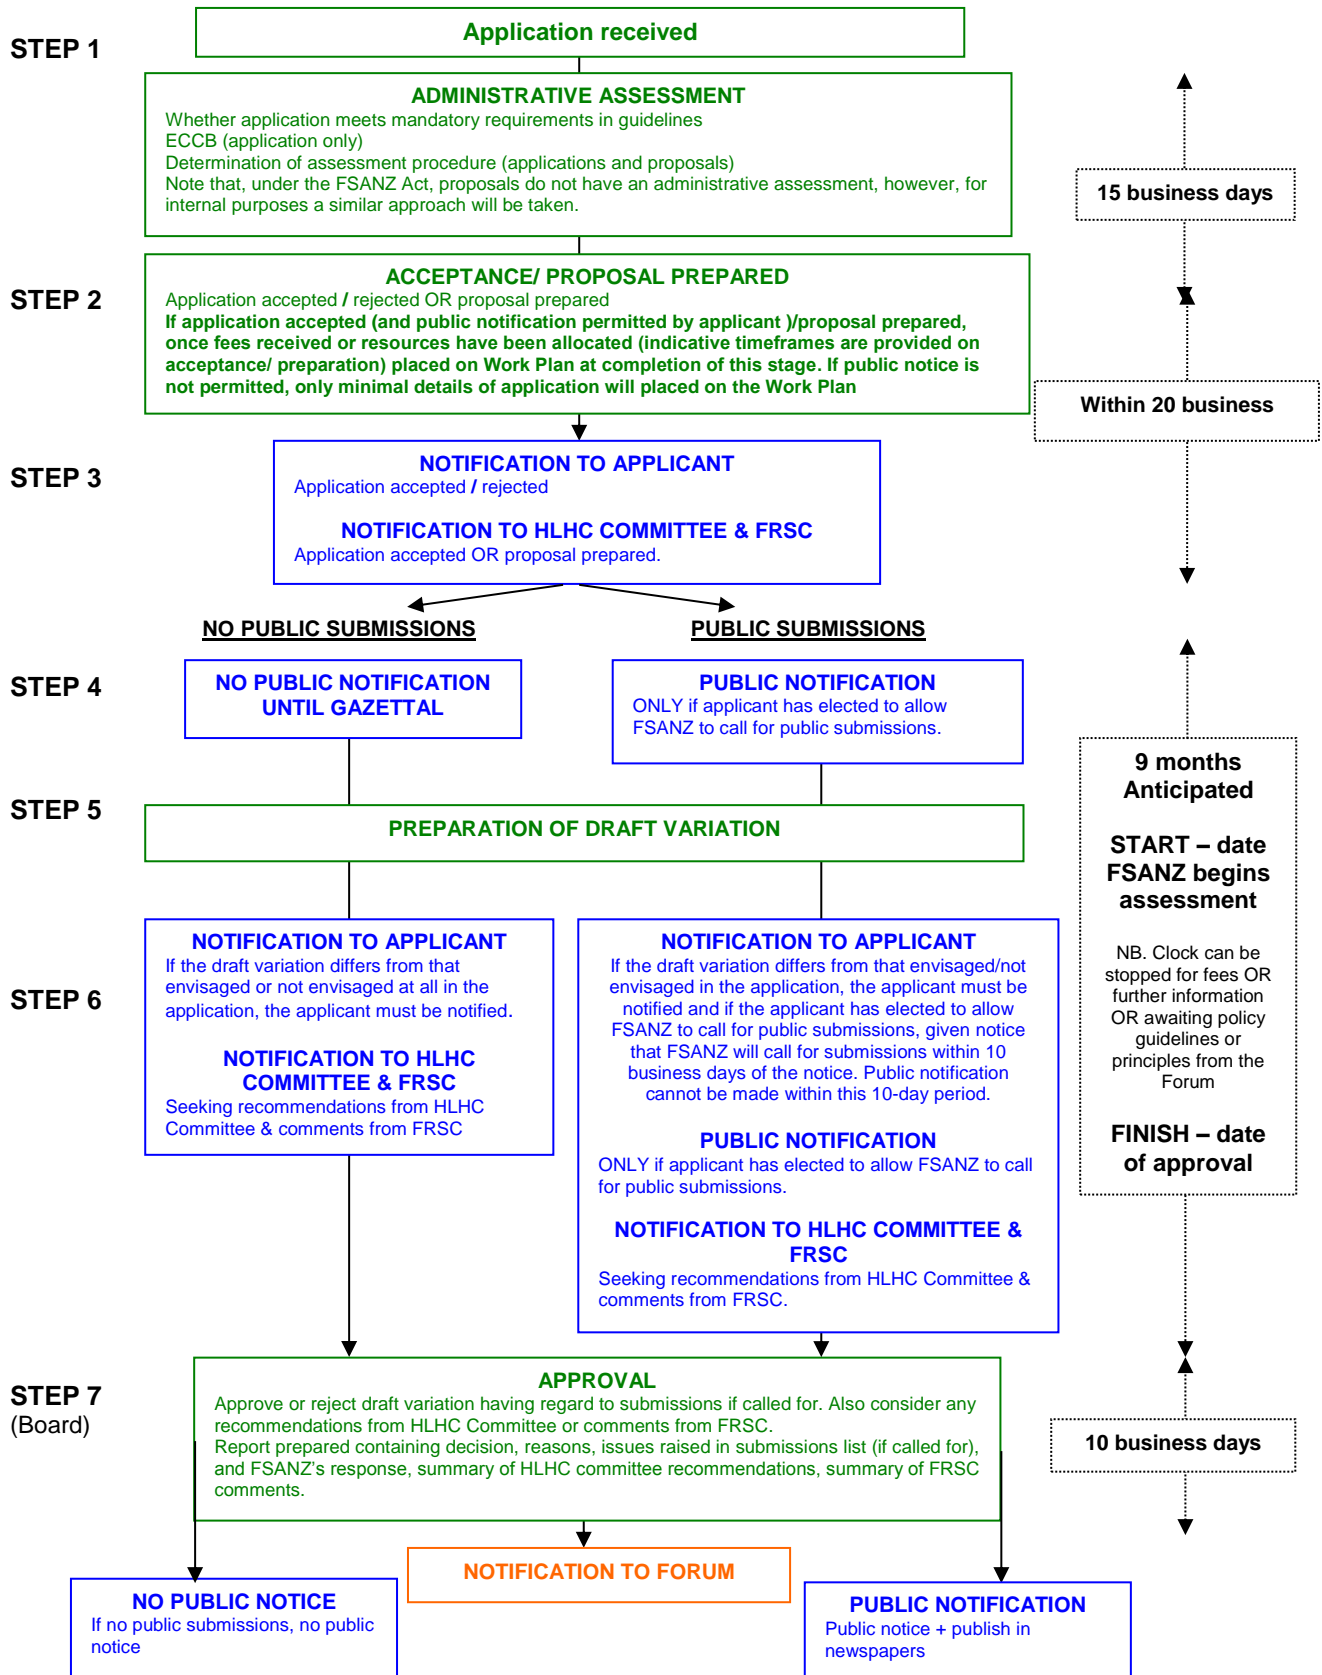 STEP 1
Application received
ADMINISTRATIVE ASSESSMENT
Whether application meets mandatory requirements in guidelines
ECCB (application only)
Determination of assessment procedure (applications and proposals)
Note that, under the FSANZ Act, proposals do not have an administrative assessment, however, for
internal purposes a similar approach will be taken.
15 business days
STEP 2
ACCEPTANCE/ PROPOSAL PREPARED
Application accepted / rejected OR proposal prepared
If application accepted (and public notification permitted by applicant )/proposal prepared,
once fees received or resources have been allocated (indicative timeframes are provided on
acceptance/ preparation) placed on Work Plan at completion of this stage. If public notice is
not permitted, only minimal details of application will placed on the Work Plan
Within 20 business
STEP 3
NOTIFICATION TO APPLICANT
Application accepted / rejected
NOTIFICATION TO HLHC COMMITTEE & FRSC
Application accepted OR proposal prepared.
NO PUBLIC SUBMISSIONS
PUBLIC SUBMISSIONS
STEP 4
NO PUBLIC NOTIFICATION
UNTIL GAZETTAL
PUBLIC NOTIFICATION
ONLY if applicant has elected to allow
FSANZ to call for public submissions.
9 months
Anticipated
START – date
FSANZ begins
assessment
NB. Clock can be
stopped for fees OR
further information
OR awaiting policy
guidelines or
principles from the
Forum
FINISH – date
of approval
STEP 5
PREPARATION OF DRAFT VARIATION
STEP 6
NOTIFICATION TO APPLICANT
If the draft variation differs from that
envisaged or not envisaged at all in the
application, the applicant must be notified.
NOTIFICATION TO HLHC
COMMITTEE & FRSC
Seeking recommendations from HLHC
Committee & comments from FRSC
NOTIFICATION TO APPLICANT
If the draft variation differs from that envisaged/not
envisaged in the application, the applicant must be
notified and if the applicant has elected to allow
FSANZ to call for public submissions, given notice
that FSANZ will call for submissions within 10
business days of the notice. Public notification
cannot be made within this 10-day period.
PUBLIC NOTIFICATION
ONLY if applicant has elected to allow FSANZ to call
for public submissions.
NOTIFICATION TO HLHC COMMITTEE &
FRSC
Seeking recommendations from HLHC Committee &
comments from FRSC.
STEP 7
(Board)
APPROVAL
Approve or reject draft variation having regard to submissions if called for. Also consider any
recommendations from HLHC Committee or comments from FRSC.
Report prepared containing decision, reasons, issues raised in submissions list (if called for),
and FSANZ's response, summary of HLHC committee recommendations, summary of FRSC
comments.
10 business days
NOTIFICATION TO FORUM
NO PUBLIC NOTICE
If no public submissions, no public
notice
PUBLIC NOTIFICATION
Public notice + publish in
newspapers